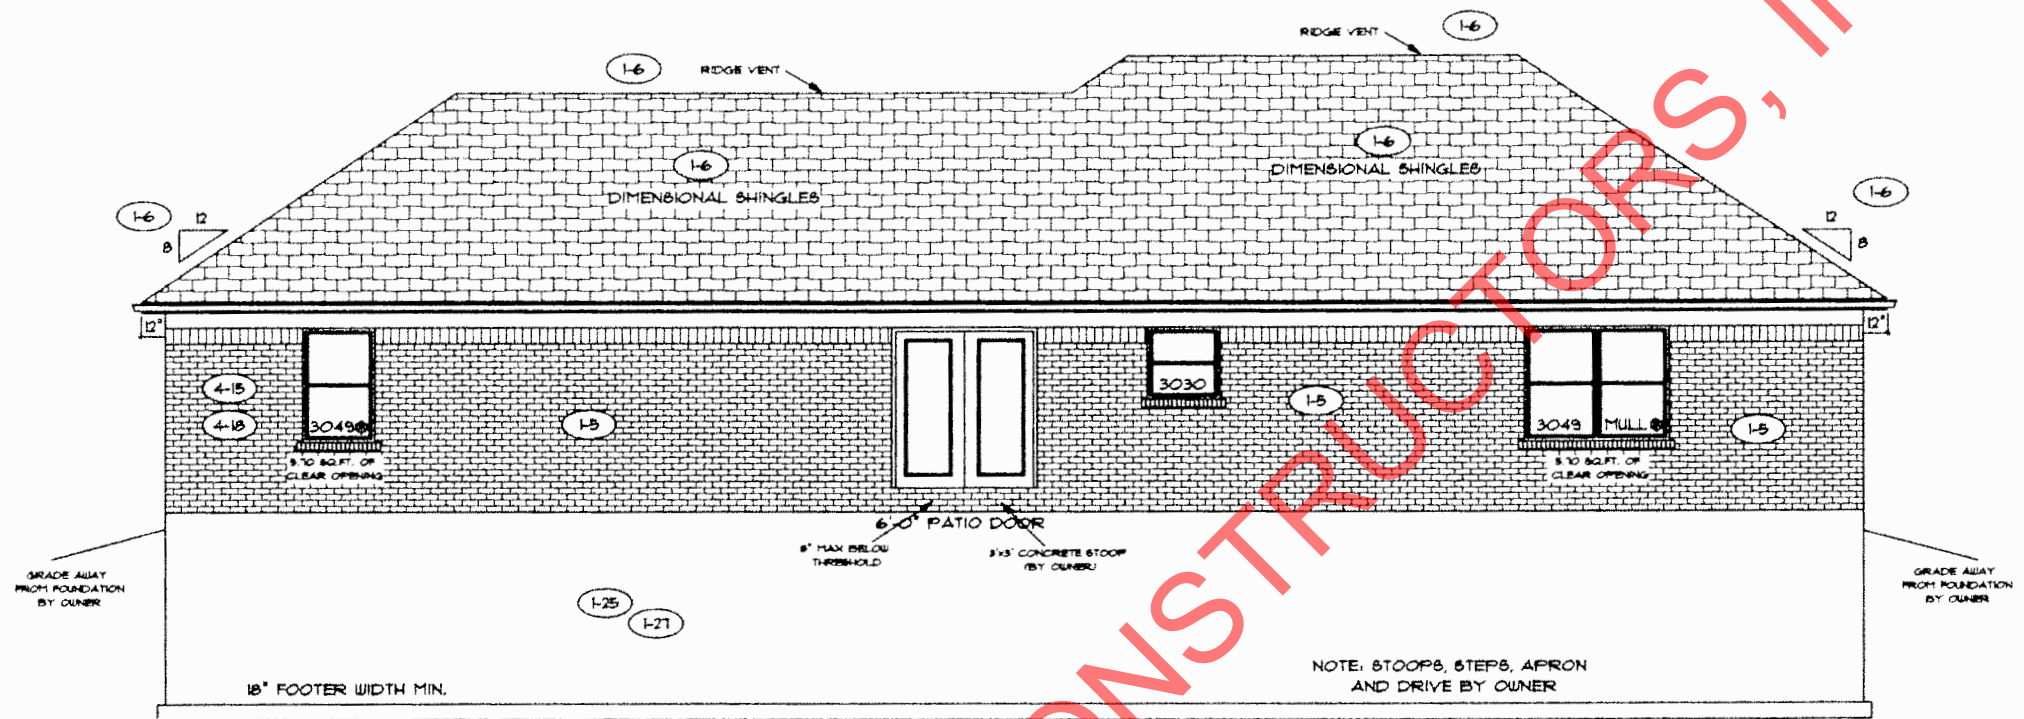 1-6
RIDGE VENT
1-6
RIDGE VENT
1-6
DIMENSIONAL SHINGLES
1-6
DIMENSIONAL SHINGLES
1-6
12
8
1-6
12
8
12"
12"
4-15
4-18
3049
5.70 SQ.FT. OF
CLEAR OPENING
1-5
3030
1-5
3049 MULL
5.70 SQ.FT. OF
CLEAR OPENING
1-5
6'-0" PATIO DOOR
8" MAX BELOW
THRESHOLD
3'x3' CONCRETE STOOP
(BY OWNER)
GRADE AWAY
FROM FOUNDATION
BY OWNER
GRADE AWAY
FROM FOUNDATION
BY OWNER
1-25
1-27
18" FOOTER WIDTH MIN.
NOTE: STOOPS, STEPS, APRON
AND DRIVE BY OWNER
ONSTRUCTORS, I